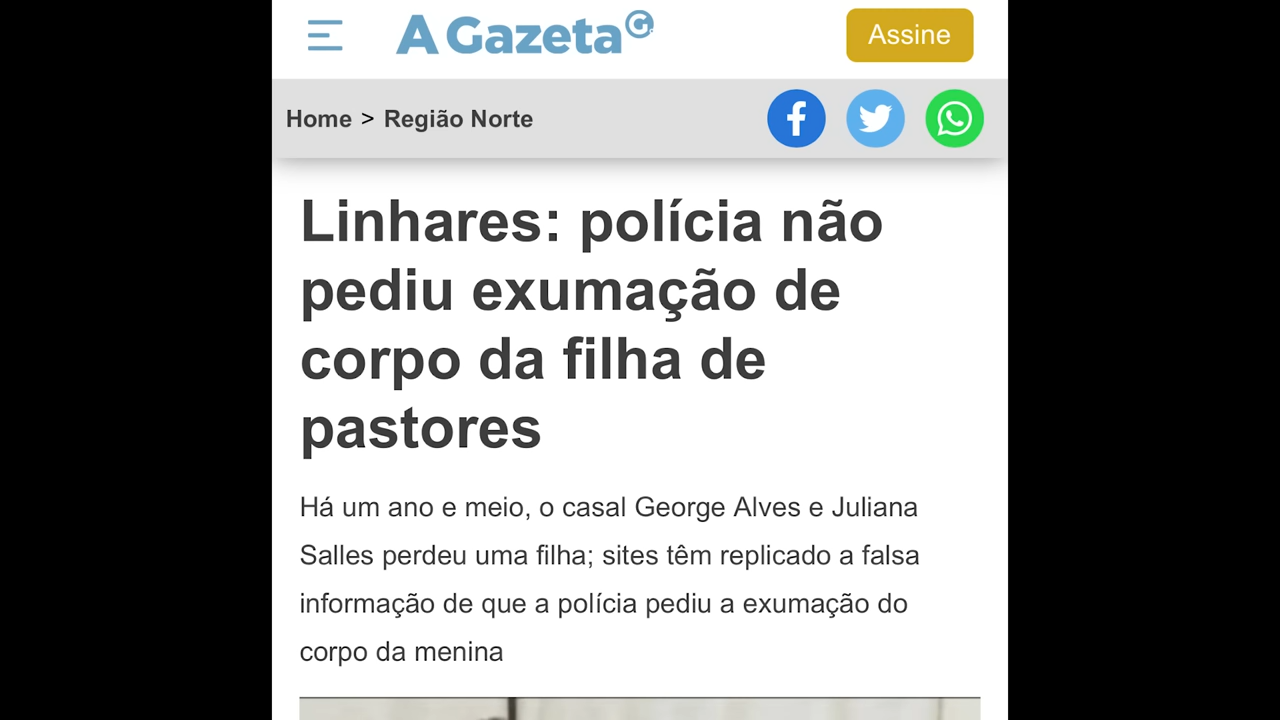 A Gazeta
Assine
Home > Região Norte
Linhares: polícia não
pediu exumação de
corpo da filha de
pastores
Há um ano e meio, o casal George Alves e Juliana
Salles perdeu uma filha; sites têm replicado a falsa
informação de que a polícia pediu a exumação do
corpo da menina